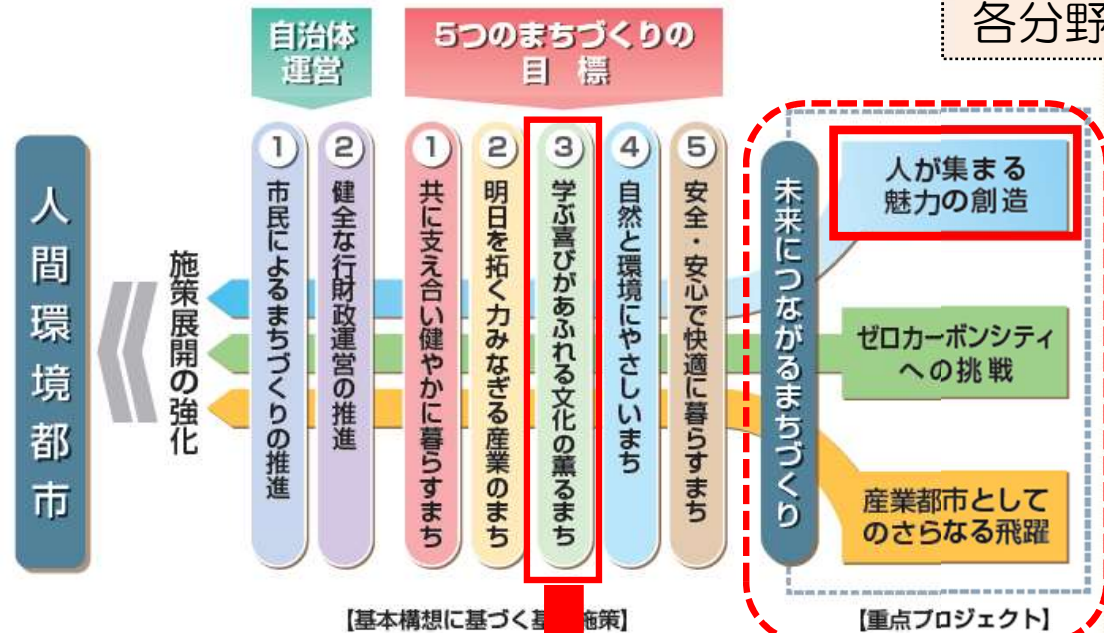 各分野
自治体
運営
5つのまちづくりの
目標
人間環境都市
施策展開の強化
1
市民によるまちづくりの推進
2
健全な行財政運営の推進
1
共に支え合い健やかに暮らすまち
2
明日を拓く力みなぎる産業のまち
3
学ぶ喜びがあふれる文化の薫るまち
4
自然と環境にやさしいまち
5
安全・安心で快適に暮らすまち
未来につながるまちづくり
人が集まる
魅力の創造
ゼロカーボンシティ
への挑戦
産業都市として
のさらなる飛躍
【基本構想に基づく 施策】
【重点プロジェクト】